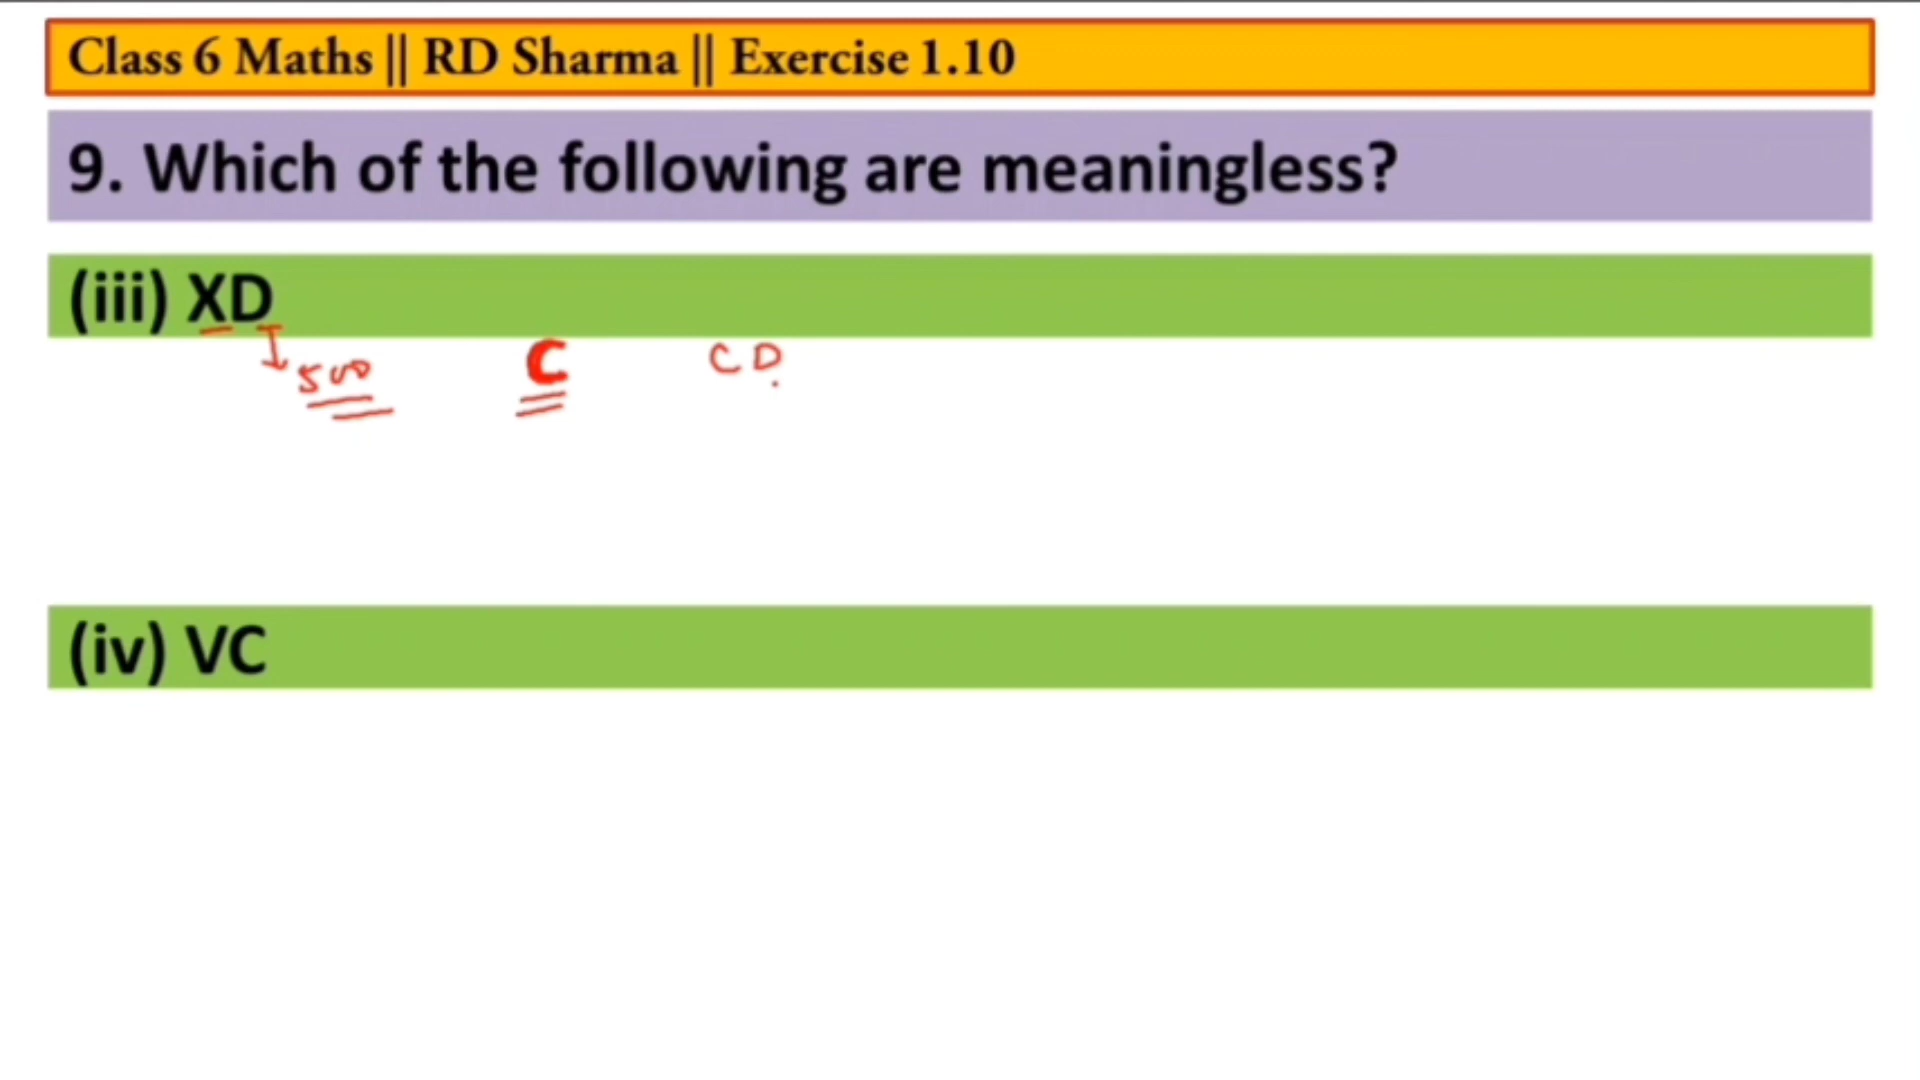 Class 6 Maths || RD Sharma || Exercise 1.10
9. Which of the following are meaningless?
(iii) XD
500 C CD
(iv) VC